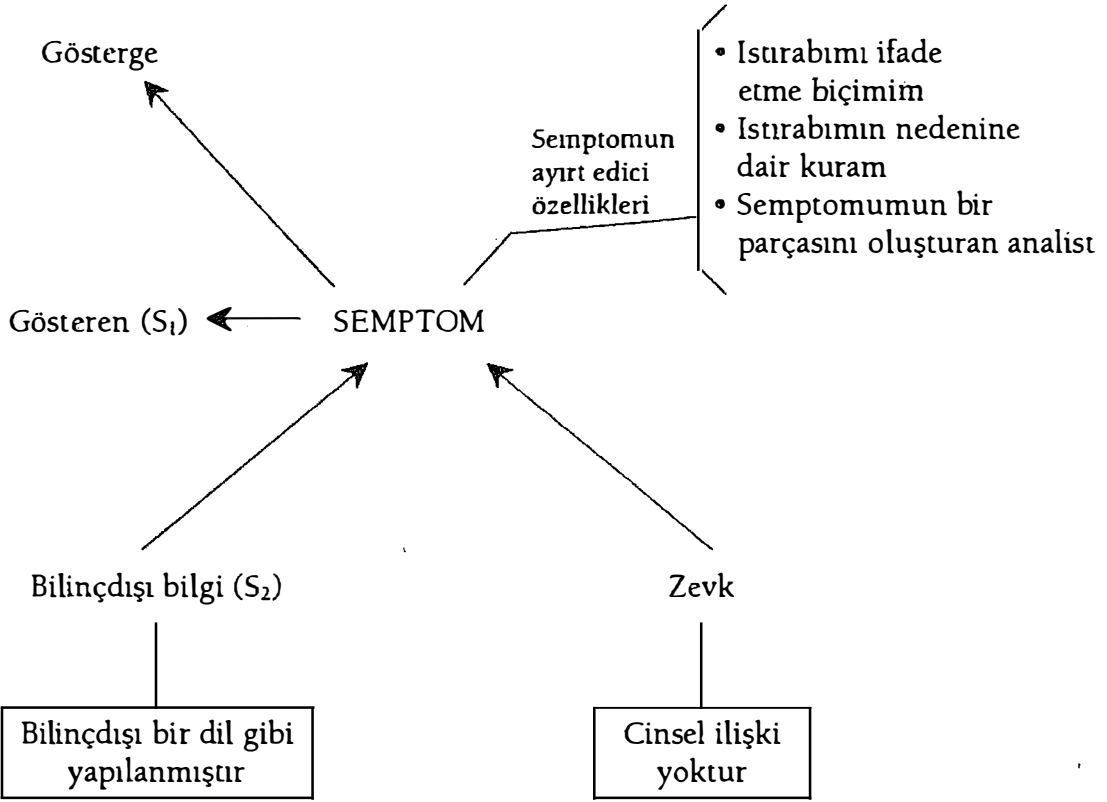 Gösterge
Semptomun
ayırt edici
özellikleri
• Istırabımı ifade
etme biçimim
• Istırabımın nedenine
dair kuram
• Semptomumun bir
parçasını oluşturan analist
Gösteren (S₁)
SEMPTOM
Bilinçdışı bilgi (S₂)
Zevk
Bilinçdışı bir dil gibi
yapılanmıştır
Cinsel ilişki
yoktur